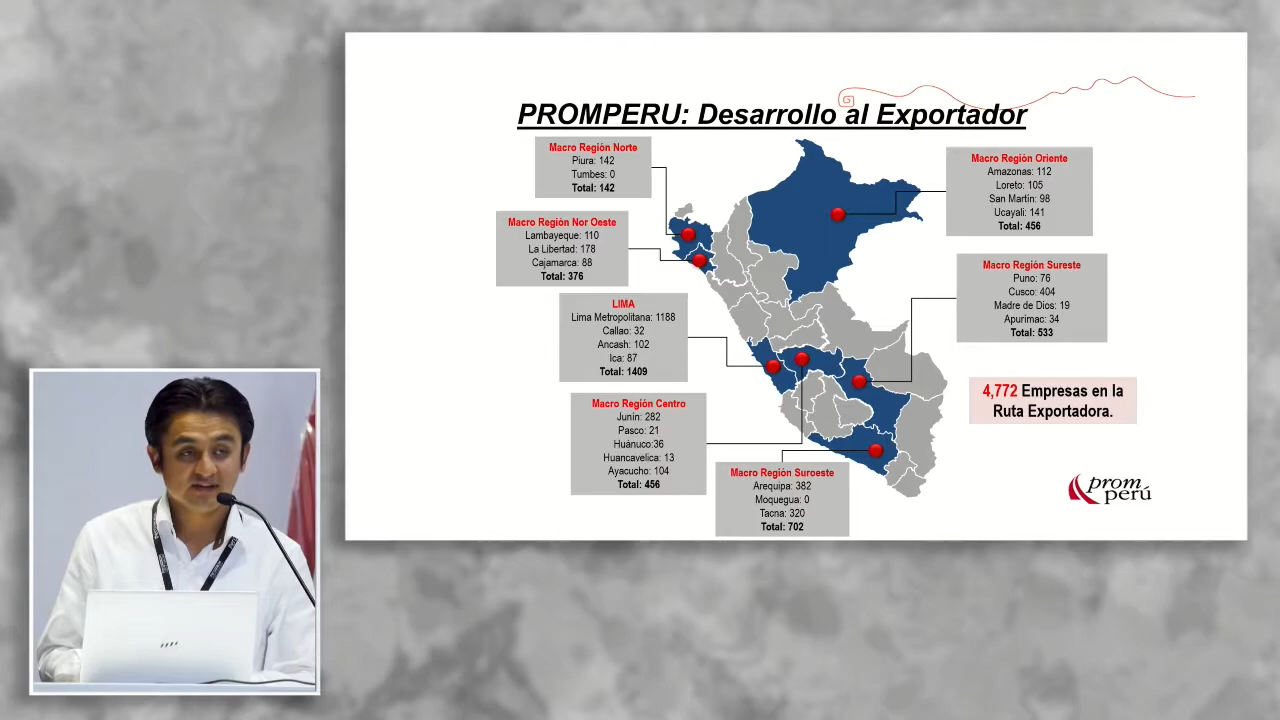 PROMPERU: Desarrollo al Exportador
Macro Región Norte
Piura: 142
Tumbes: 0
Total: 142
Macro Región Nor Oeste
Lambayeque: 110
La Libertad: 178
Cajamarca: 88
Total: 376
LIMA
Lima Metropolitana: 1188
Callao: 32
Ancash: 102
Ica: 87
Total: 1409
Macro Región Centro
Junín: 282
Pasco: 21
Huánuco:36
Huancavelica: 13
Ayacucho: 104
Total: 456
Macro Región Suroeste
Arequipa: 382
Moquegua: 0
Tacna: 320
Total: 702
Macro Región Oriente
Amazonas: 112
Loreto: 105
San Martín: 98
Ucayali: 141
Total: 456
Macro Región Sureste
Puno: 76
Cusco: 404
Madre de Dios: 19
Apurimac: 34
Total: 533
4,772 Empresas en la
Ruta Exportadora.
prom
perú